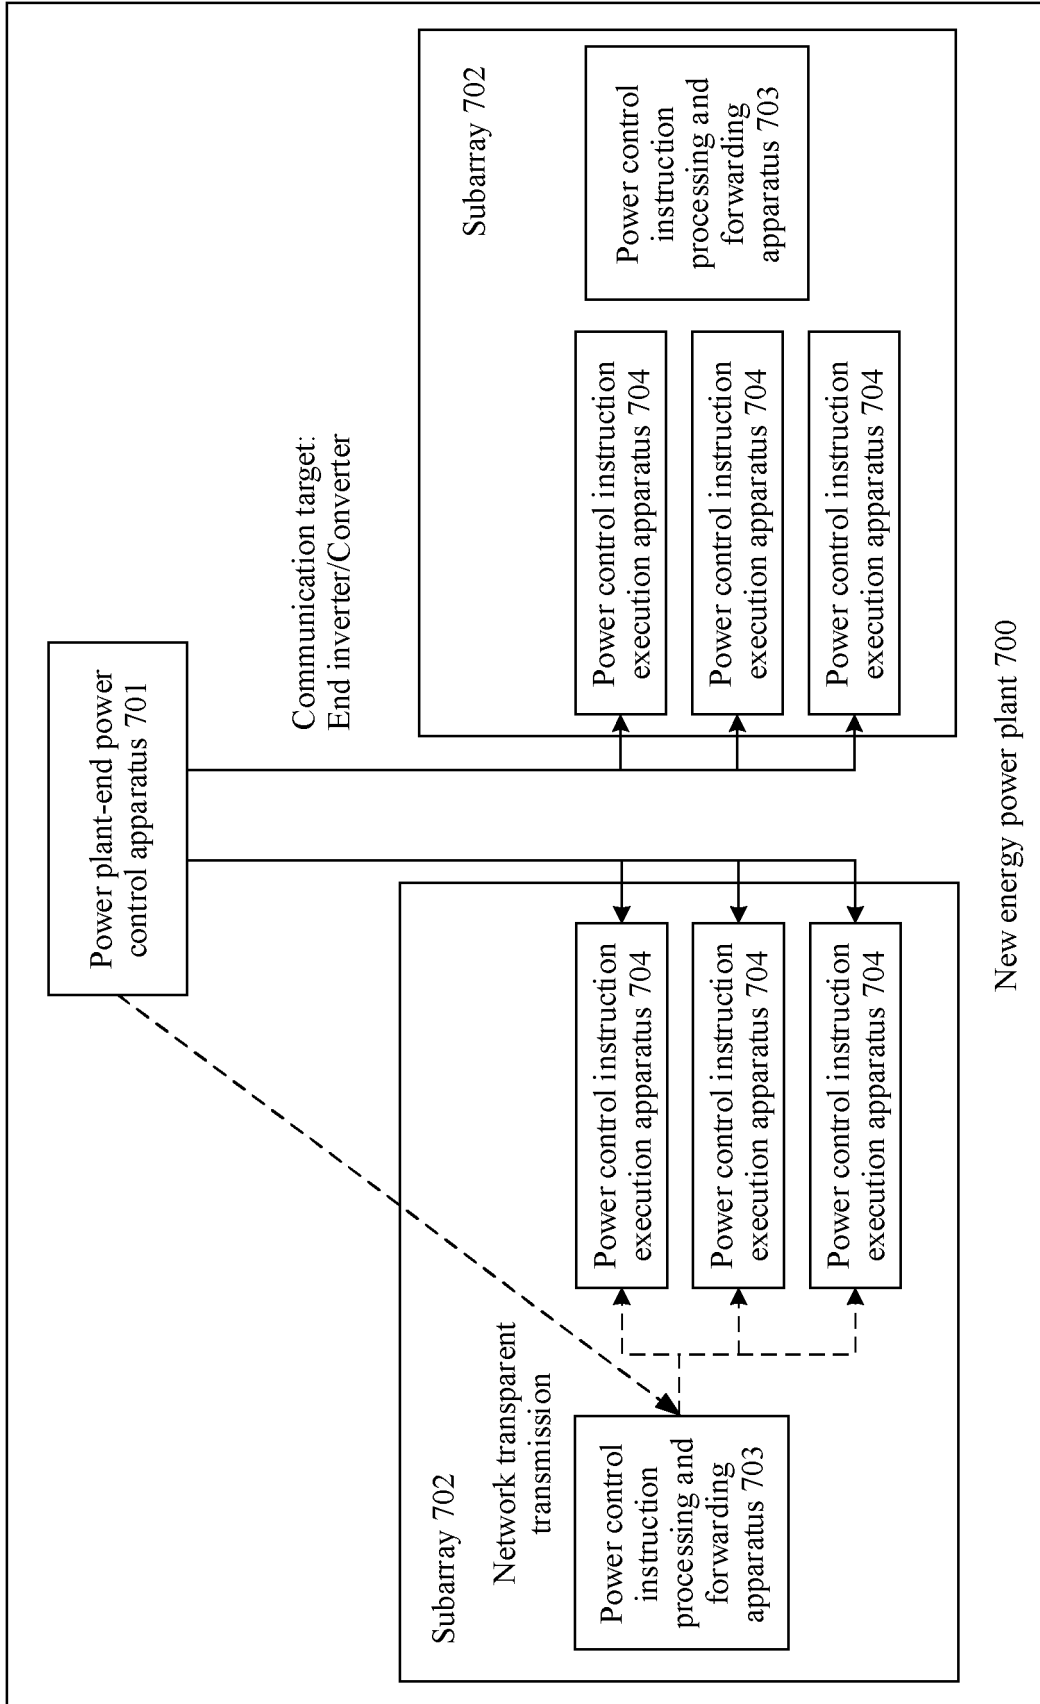 Power plant-end power
control apparatus 701
Communication target:
End inverter/Converter
Subarray 702
Network transparent
transmission
Power control
instruction
processing and
forwarding
apparatus 703
Power control instruction
execution apparatus 704
Power control instruction
execution apparatus 704
Power control instruction
execution apparatus 704
Subarray 702
Power control instruction
execution apparatus 704
Power control instruction
execution apparatus 704
Power control instruction
execution apparatus 704
Power control
instruction
processing and
forwarding
apparatus 703
New energy power plant 700